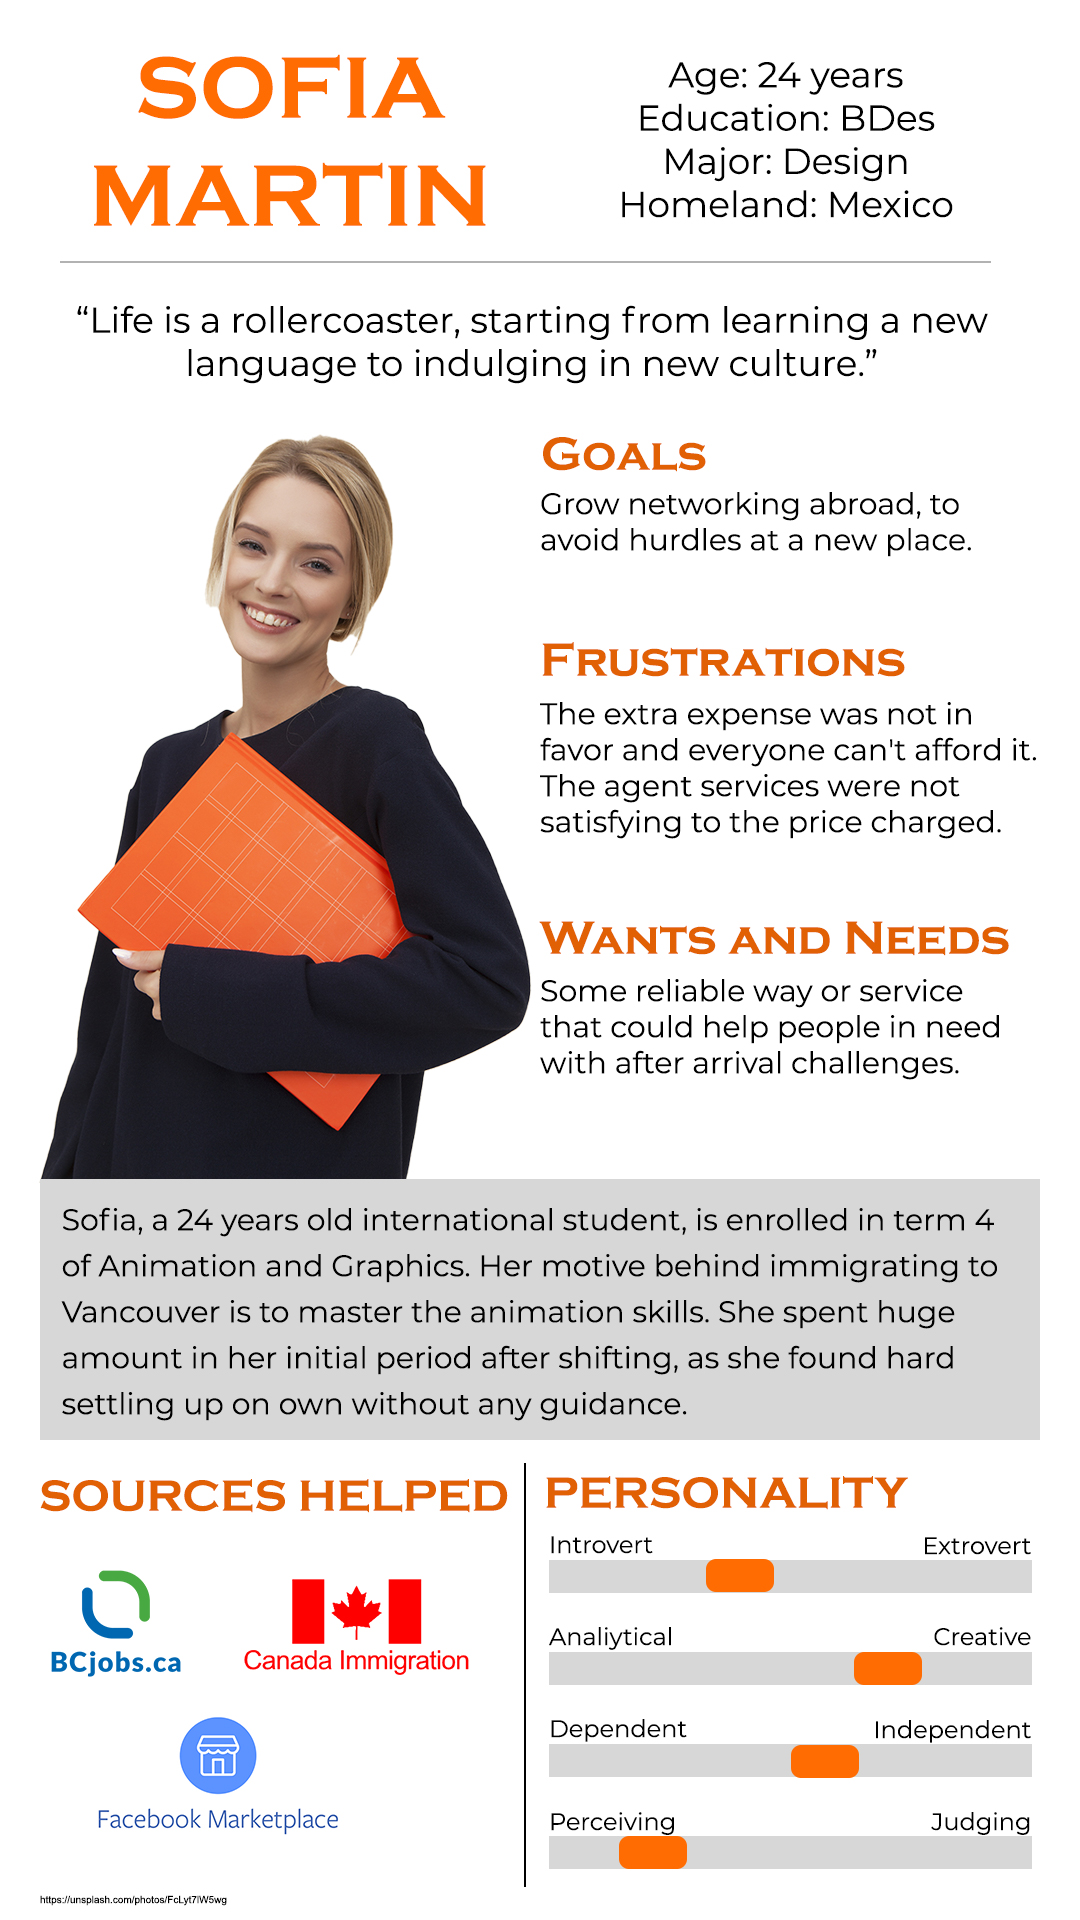 SOFIA
MARTIN
Age: 24 years
Education: BDes
Major: Design
Homeland: Mexico
“Life is a rollercoaster, starting from learning a new
language to indulging in new culture.”
GOALS
Grow networking abroad, to
avoid hurdles at a new place.
FRUSTRATIONS
The extra expense was not in
favor and everyone can't afford it.
The agent services were not
satisfying to the price charged.
WANTS AND NEEDS
Some reliable way or service
that could help people in need
with after arrival challenges.
Sofia, a 24 years old international student, is enrolled in term 4
of Animation and Graphics. Her motive behind immigrating to
Vancouver is to master the animation skills. She spent huge
amount in her initial period after shifting, as she found hard
settling up on own without any guidance.
SOURCES HELPED
BCjobs.ca
Canada Immigration
Facebook Marketplace
PERSONALITY
Introvert Extrovert
Analiytical Creative
Dependent Independent
Perceiving Judging
https://unsplash.com/photos/FcLyt7lW5wg